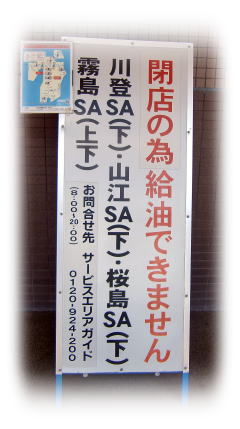 閉店の為給油できません
川登SA(下)・山江SA(下)・桜島SA(下)
霧島SA(上下)
お問合せ先 サービスエリアガイド
(8:00~20:00) 0120-924-200